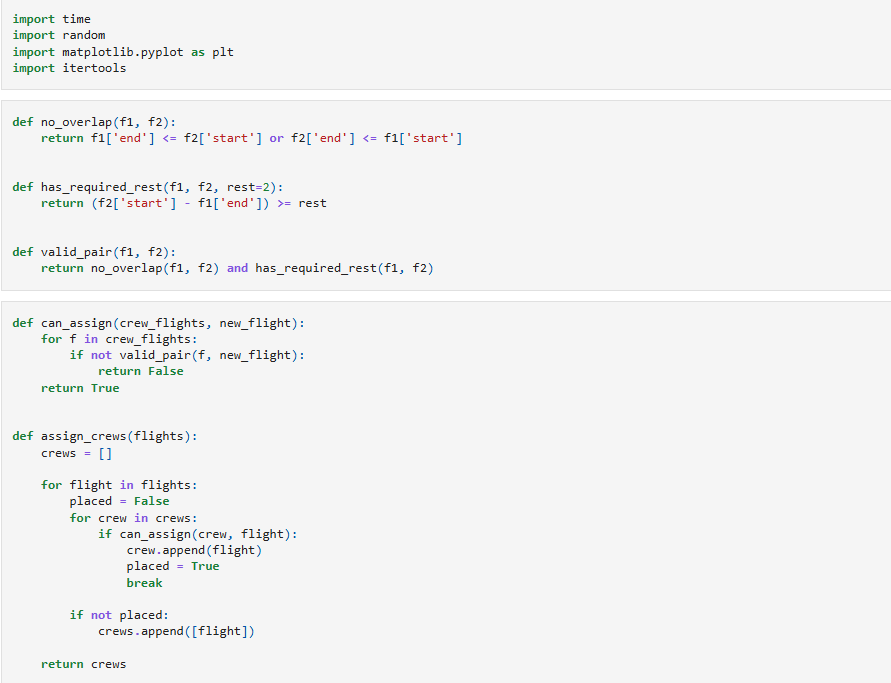 import time
import random
import matplotlib.pyplot as plt
import itertools
def no_overlap(f1, f2):
    return f1['end'] <= f2['start'] or f2['end'] <= f1['start']
def has_required_rest(f1, f2, rest=2):
    return (f2['start'] - f1['end']) >= rest
def valid_pair(f1, f2):
    return no_overlap(f1, f2) and has_required_rest(f1, f2)
def can_assign(crew_flights, new_flight):
    for f in crew_flights:
        if not valid_pair(f, new_flight):
            return False
    return True
def assign_crews(flights):
    crews = []
    for flight in flights:
        placed = False
        for crew in crews:
            if can_assign(crew, flight):
                crew.append(flight)
                placed = True
                break
        if not placed:
            crews.append([flight])
    return crews